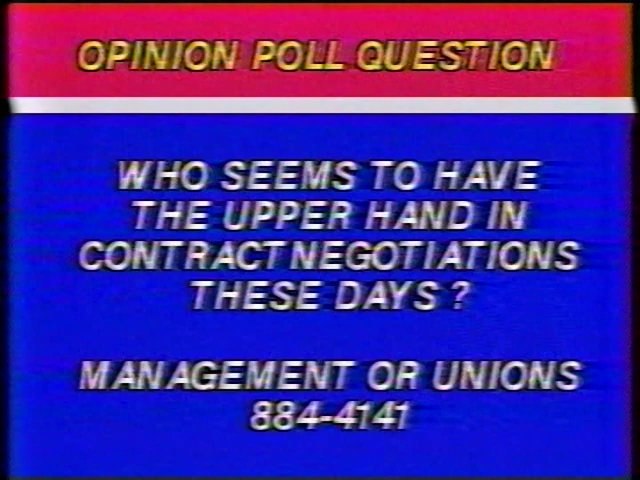 OPINION POLL QUESTION
WHO SEEMS TO HAVE
THE UPPER HAND IN
CONTRACT NEGOTIATIONS
THESE DAYS?
MANAGEMENT OR UNIONS
884-4141